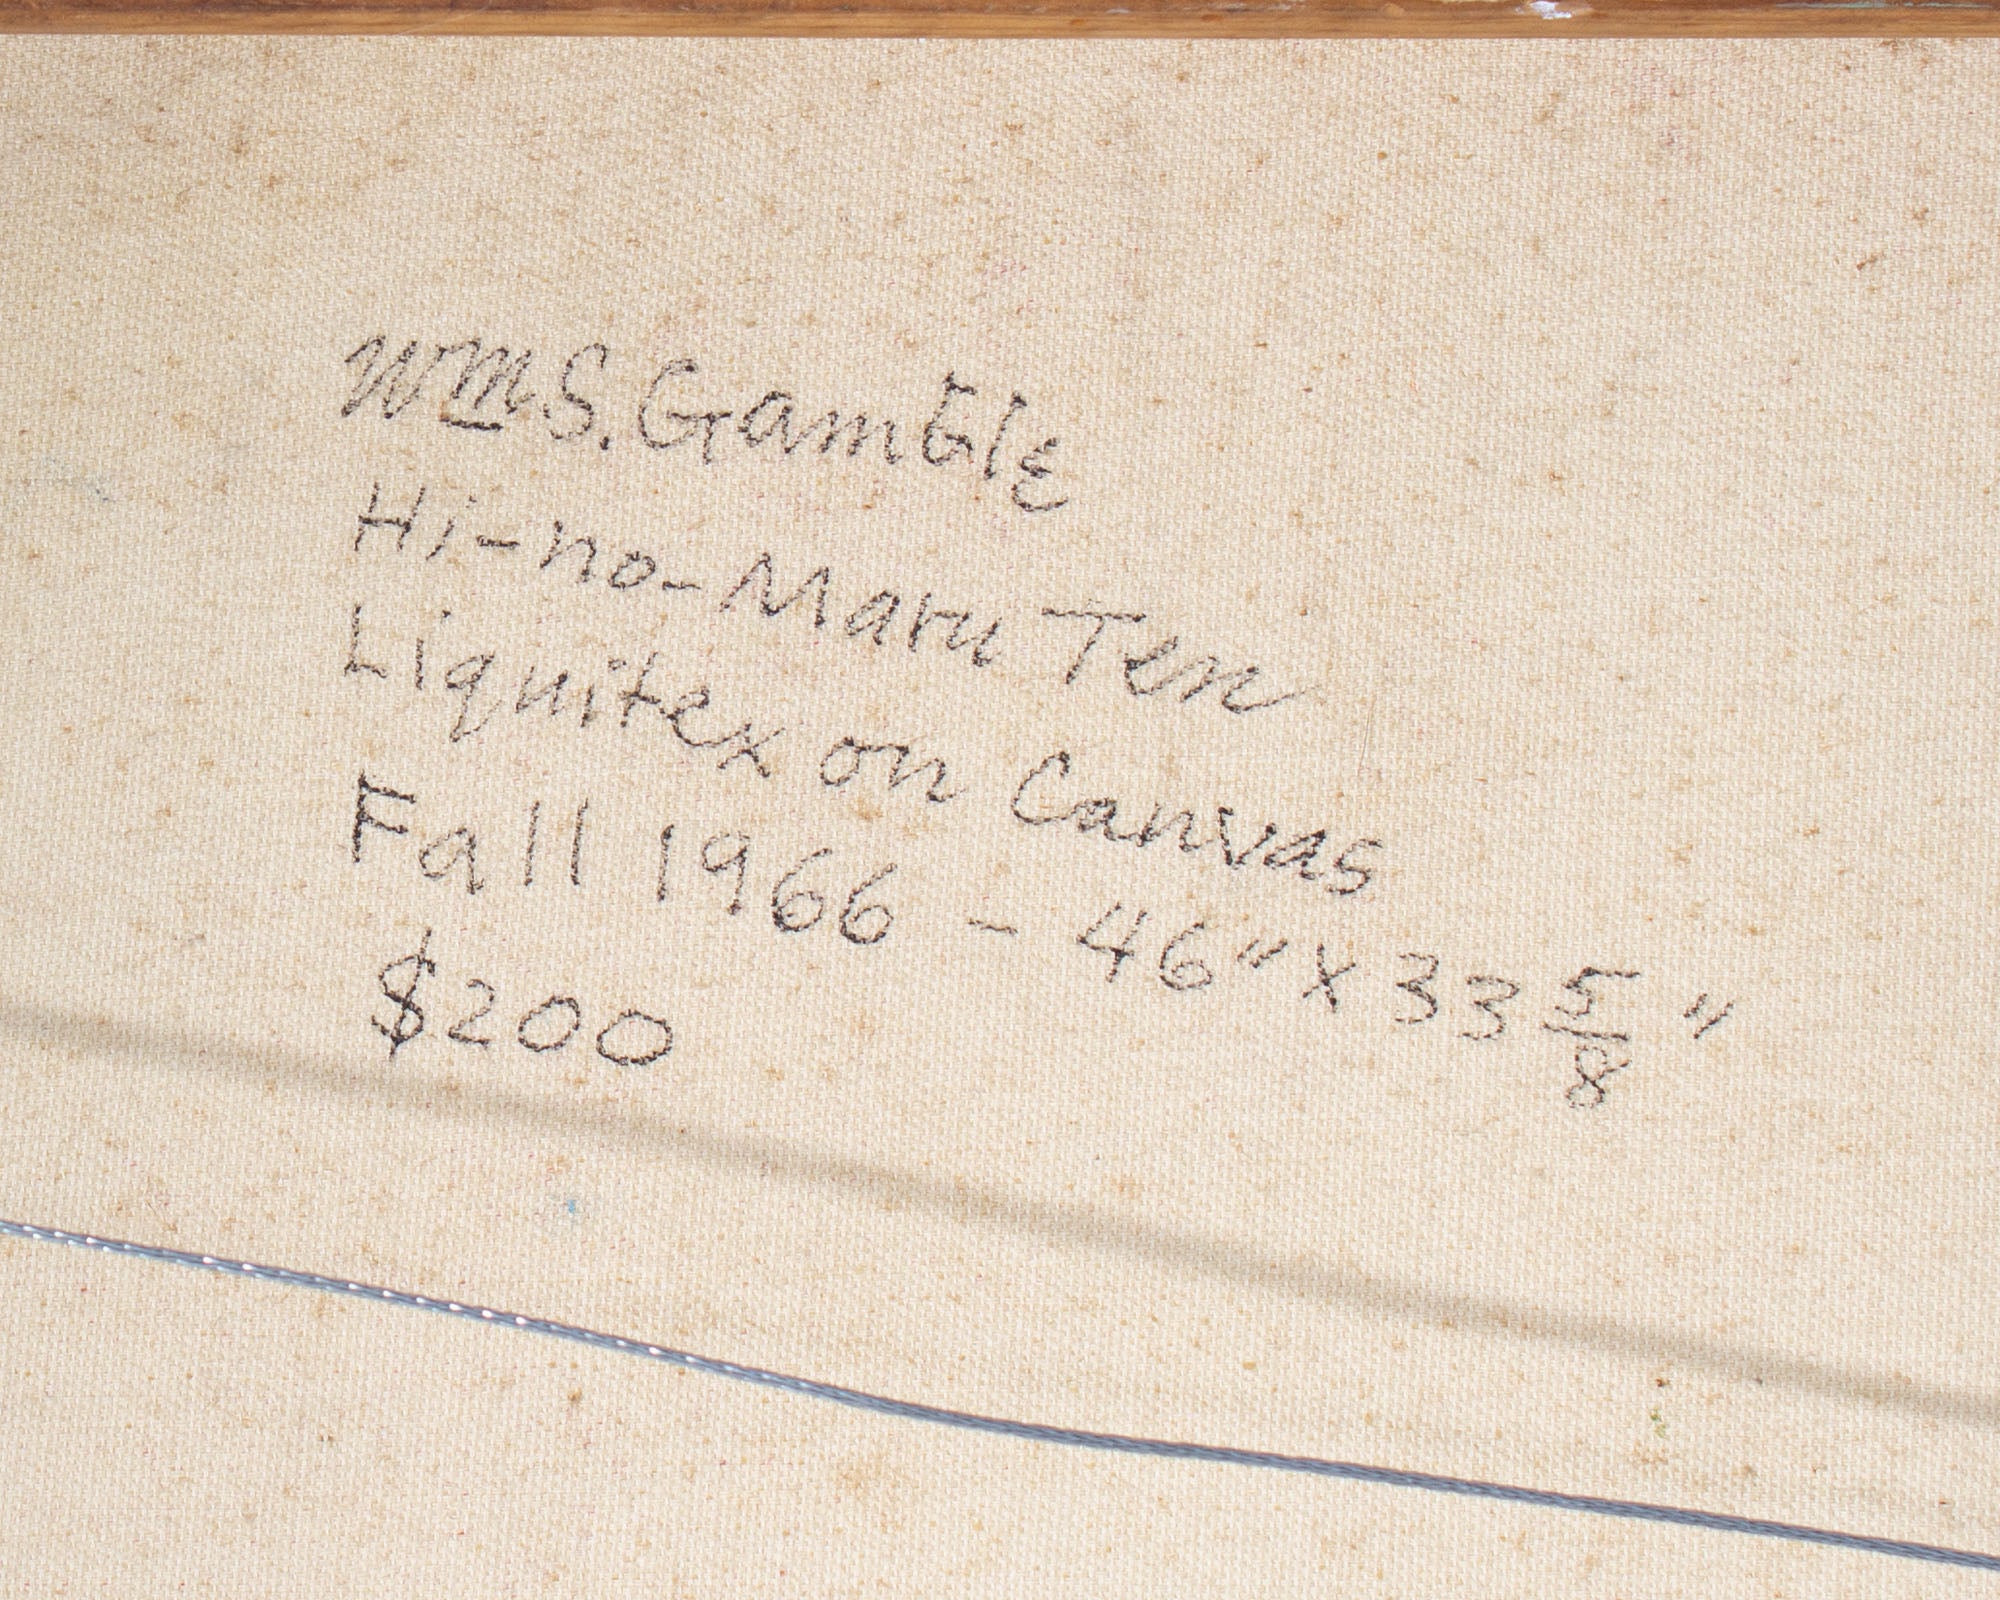 Wm S. Gamble
Hi-no-Maru Ten
Liquitex on Canvas
Fall 1966 - 46" x 33 5/8"
$200